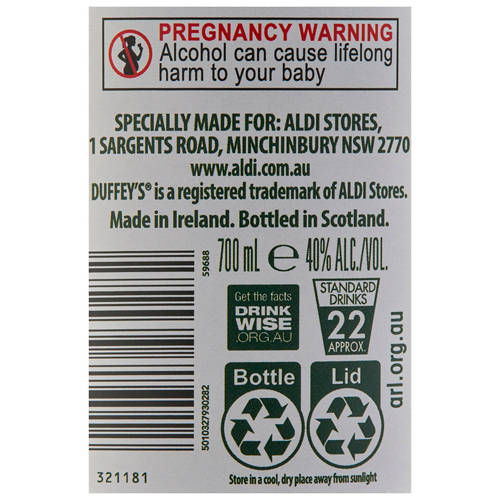 PREGNANCY WARNING
Alcohol can cause lifelong
harm to your baby
SPECIALLY MADE FOR: ALDI STORES,
1 SARGENTS ROAD, MINCHINBURY NSW 2770
www.aldi.com.au
DUFFEY'S® is a registered trademark of ALDI Stores.
Made in Ireland. Bottled in Scotland.
59688
700 mL e 40% ALC./VOL.
Get the facts
DRINK
WISE
.ORG.AU
STANDARD
DRINKS
22
APPROX.
arl.org.au
Bottle
Lid
5010327930282
321181
Store in a cool, dry place away from sunlight